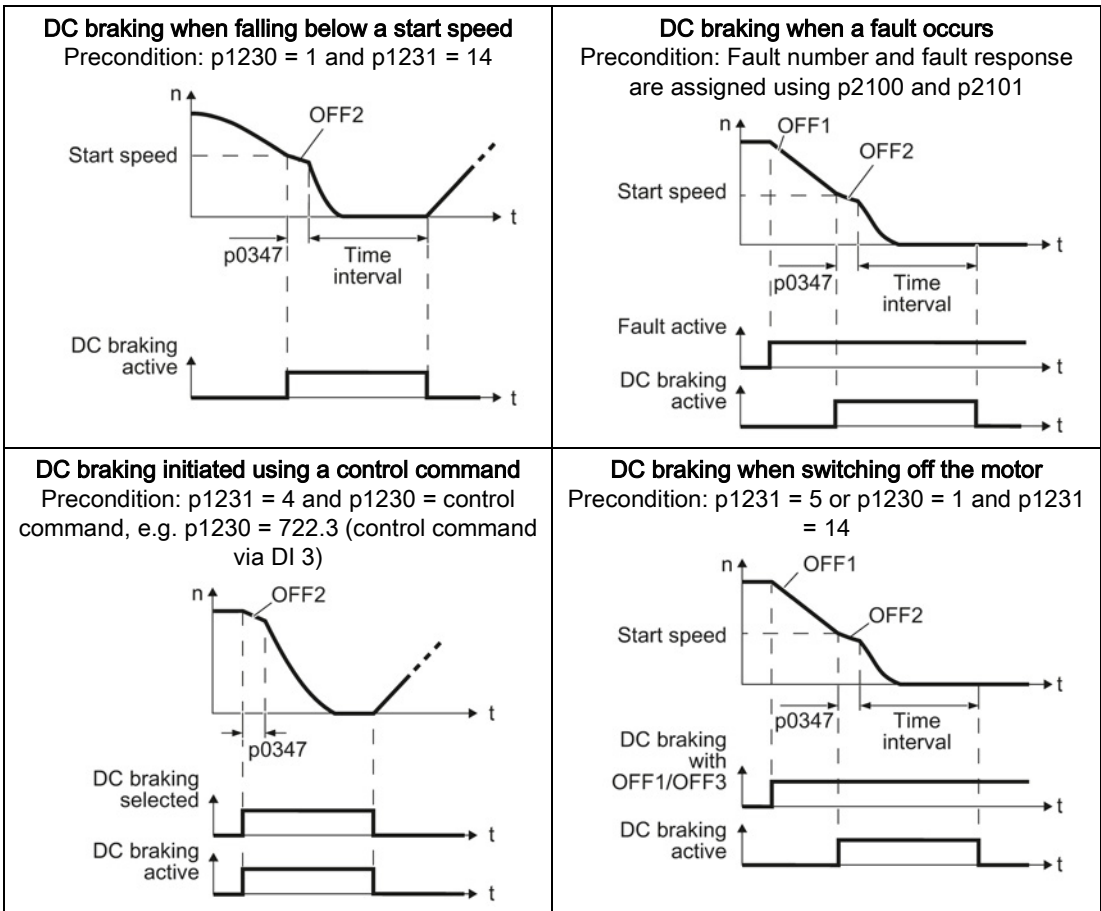 DC braking when falling below a start speed
Precondition: p1230 = 1 and p1231 = 14
n
OFF2
Start speed
t
p0347
Time
interval
DC braking
active
t
DC braking when a fault occurs
Precondition: Fault number and fault response
are assigned using p2100 and p2101
n
OFF1
OFF2
Start speed
t
p0347
Time
interval
Fault active
t
DC braking
active
t
DC braking initiated using a control command
Precondition: p1231 = 4 and p1230 = control
command, e.g. p1230 = 722.3 (control command
via DI 3)
n
OFF2
t
p0347
DC braking
selected
t
DC braking
active
t
DC braking when switching off the motor
Precondition: p1231 = 5 or p1230 = 1 and p1231
= 14
n
OFF1
OFF2
Start speed
t
p0347
Time
interval
DC braking
with
OFF1/OFF3
t
DC braking
active
t